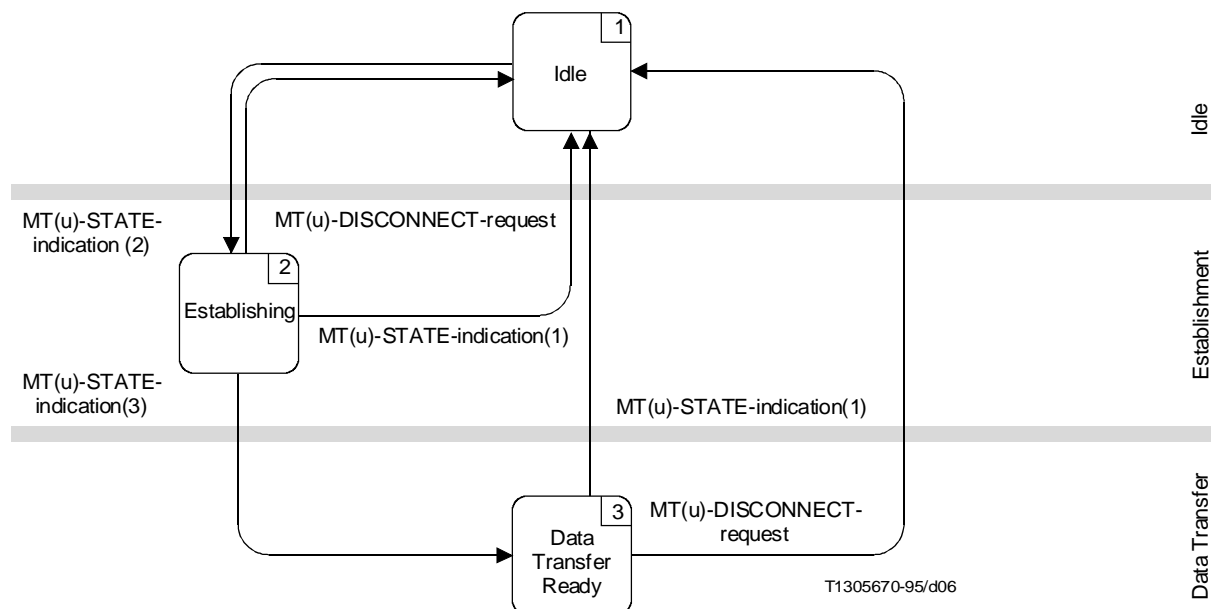 1
Idle
Idle
MT(u)-STATE-
indication (2)
MT(u)-DISCONNECT-request
2
Establishing
MT(u)-STATE-indication(1)
Establishment
MT(u)-STATE-
indication(3)
MT(u)-STATE-indication(1)
3
Data
Transfer
Ready
MT(u)-DISCONNECT-
request
Data Transfer
T1305670-95/d06